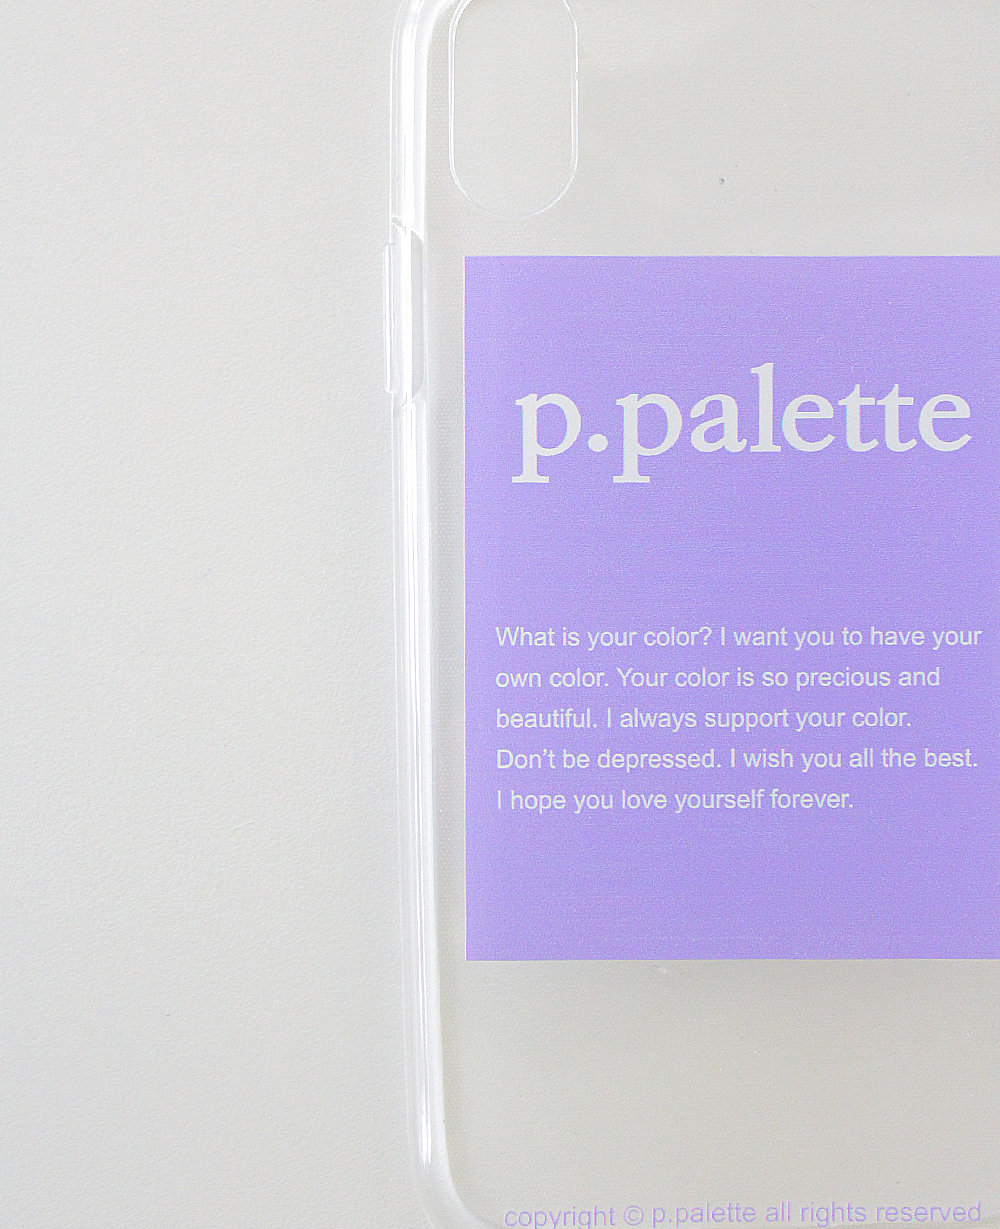 p.palette
What is your color? I want you to have your
own color. Your color is so precious and
beautiful. I always support your color.
Don't be depressed. I wish you all the best.
I hope you love yourself forever.
copyright © p.palette all rights reserved